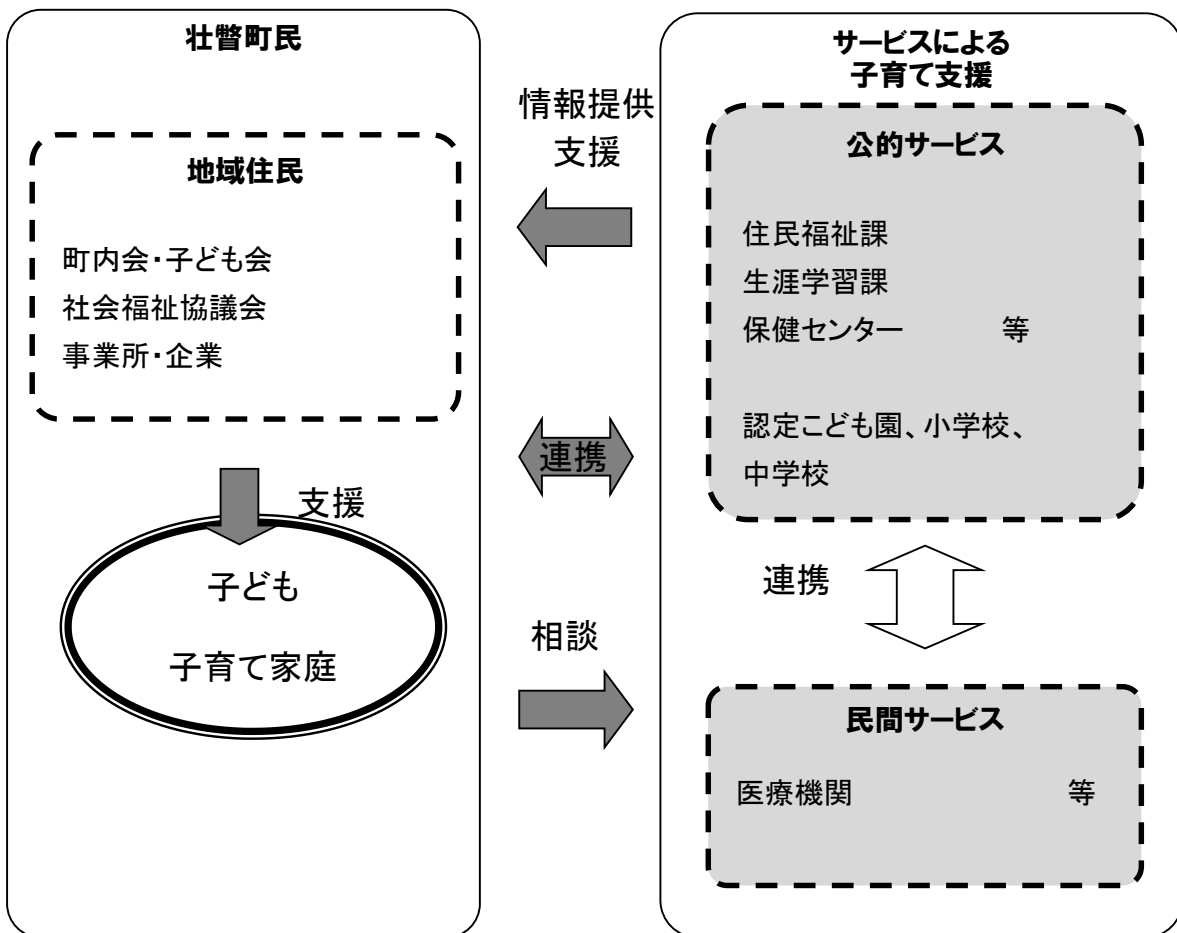 壮瞥町民
地域住民
町内会・子ども会
社会福祉協議会
事業所・企業
支援
子ども
子育て家庭
情報提供
支援
連携
相談
サービスによる
子育て支援
公的サービス
住民福祉課
生涯学習課
保健センター　　　等
認定こども園、小学校、
中学校
連携
民間サービス
医療機関　　　　　　等